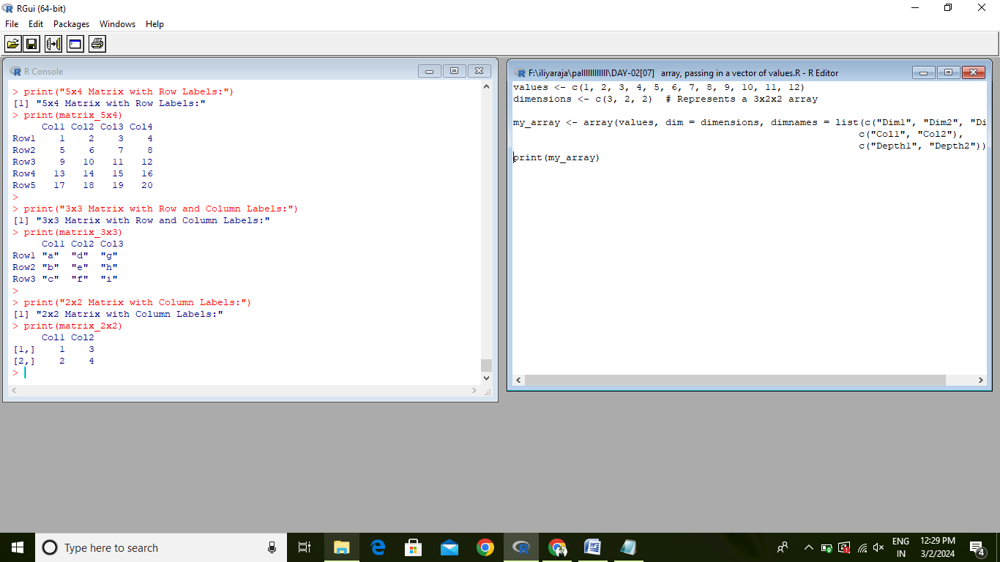 RGui (64-bit)
File Edit Packages Windows Help
R Console
> print("5x4 Matrix with Row Labels:")
[1] "5x4 Matrix with Row Labels:"
> print(matrix_5x4)
     Col1 Col2 Col3 Col4
Row1    1    2    3    4
Row2    5    6    7    8
Row3    9   10   11   12
Row4   13   14   15   16
Row5   17   18   19   20
>
> print("3x3 Matrix with Row and Column Labels:")
[1] "3x3 Matrix with Row and Column Labels:"
> print(matrix_3x3)
     Col1 Col2 Col3
Row1 "a"  "d"  "g"
Row2 "b"  "e"  "h"
Row3 "c"  "f"  "i"
>
> print("2x2 Matrix with Column Labels:")
[1] "2x2 Matrix with Column Labels:"
> print(matrix_2x2)
     Col1 Col2
[1,]    1    3
[2,]    2    4
>
F:\iliyaraja\pallllllllllll\DAY-02[07] array, passing in a vector of values.R - R Editor
values <- c(1, 2, 3, 4, 5, 6, 7, 8, 9, 10, 11, 12)
dimensions <- c(3, 2, 2)  # Represents a 3x2x2 array
my_array <- array(values, dim = dimensions, dimnames = list(c("Dim1", "Dim2", "Di
c("Col1", "Col2"),
c("Depth1", "Depth2"))
print(my_array)
Type here to search
ENG
IN
12:29 PM
3/2/2024
4